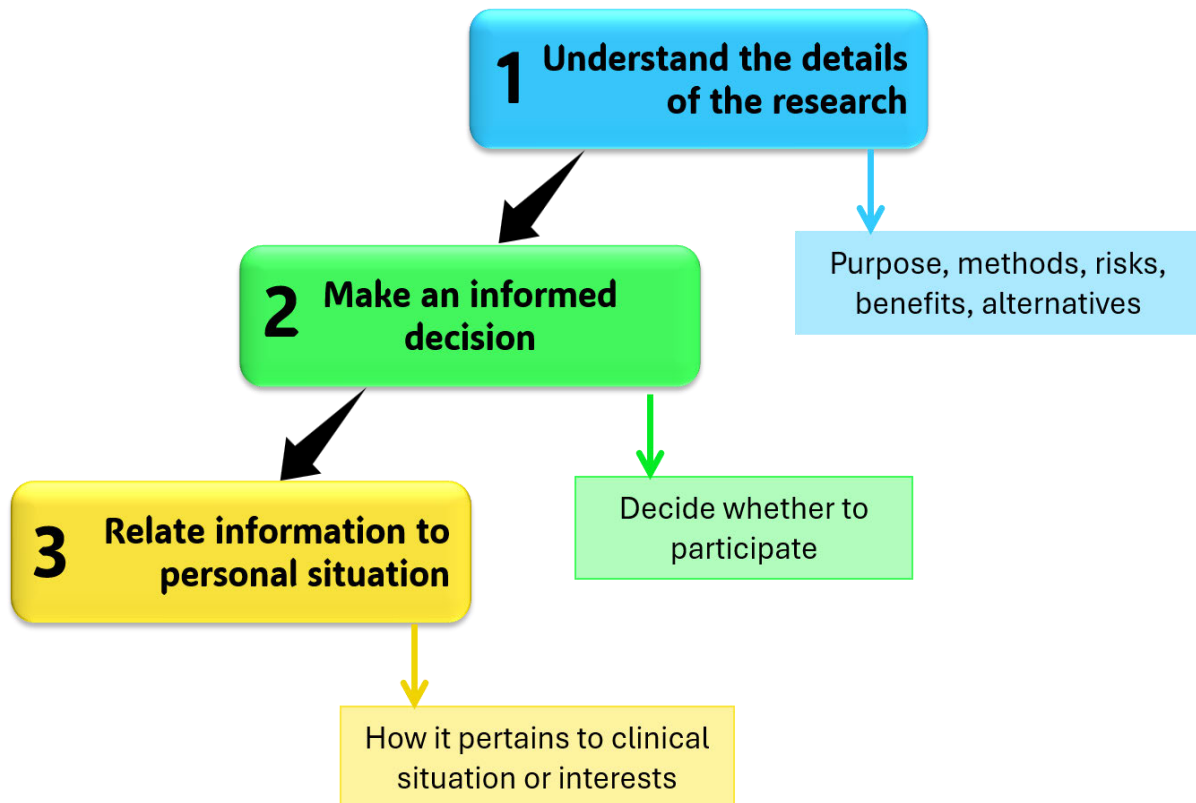 1
Understand the details
of the research
Purpose, methods, risks,
benefits, alternatives
2
Make an informed
decision
Decide whether to
participate
3
Relate information to
personal situation
How it pertains to clinical
situation or interests